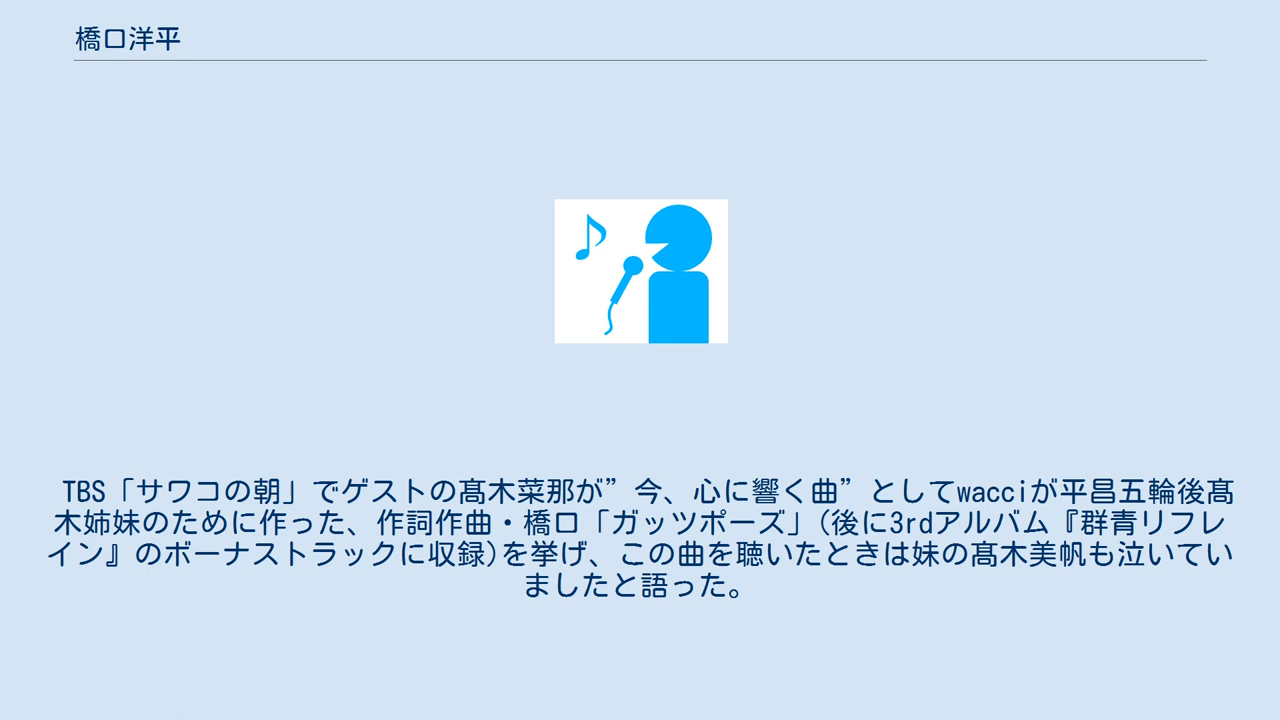 橋口洋平
TBS「サワコの朝」でゲストの髙木菜那が”今、心に響く曲”としてwacciが平昌五輪後髙
木姉妹のために作った、作詞作曲・橋口「ガッツポーズ」(後に3rdアルバム『群青リフレ
イン』のボーナストラックに収録)を挙げ、この曲を聴いたときは妹の髙木美帆も泣いてい
ましたと語った。